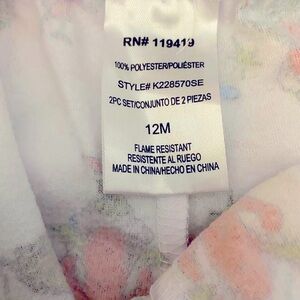 RN# 119419
100% POLYESTER/POLIÉSTER
STYLE# K228570SE
2PC SET/CONJUNTO DE 2 PIEZAS
12M
FLAME RESISTANT
RESISTENTE AL RUEGO
MADE IN CHINA/HECHO EN CHINA